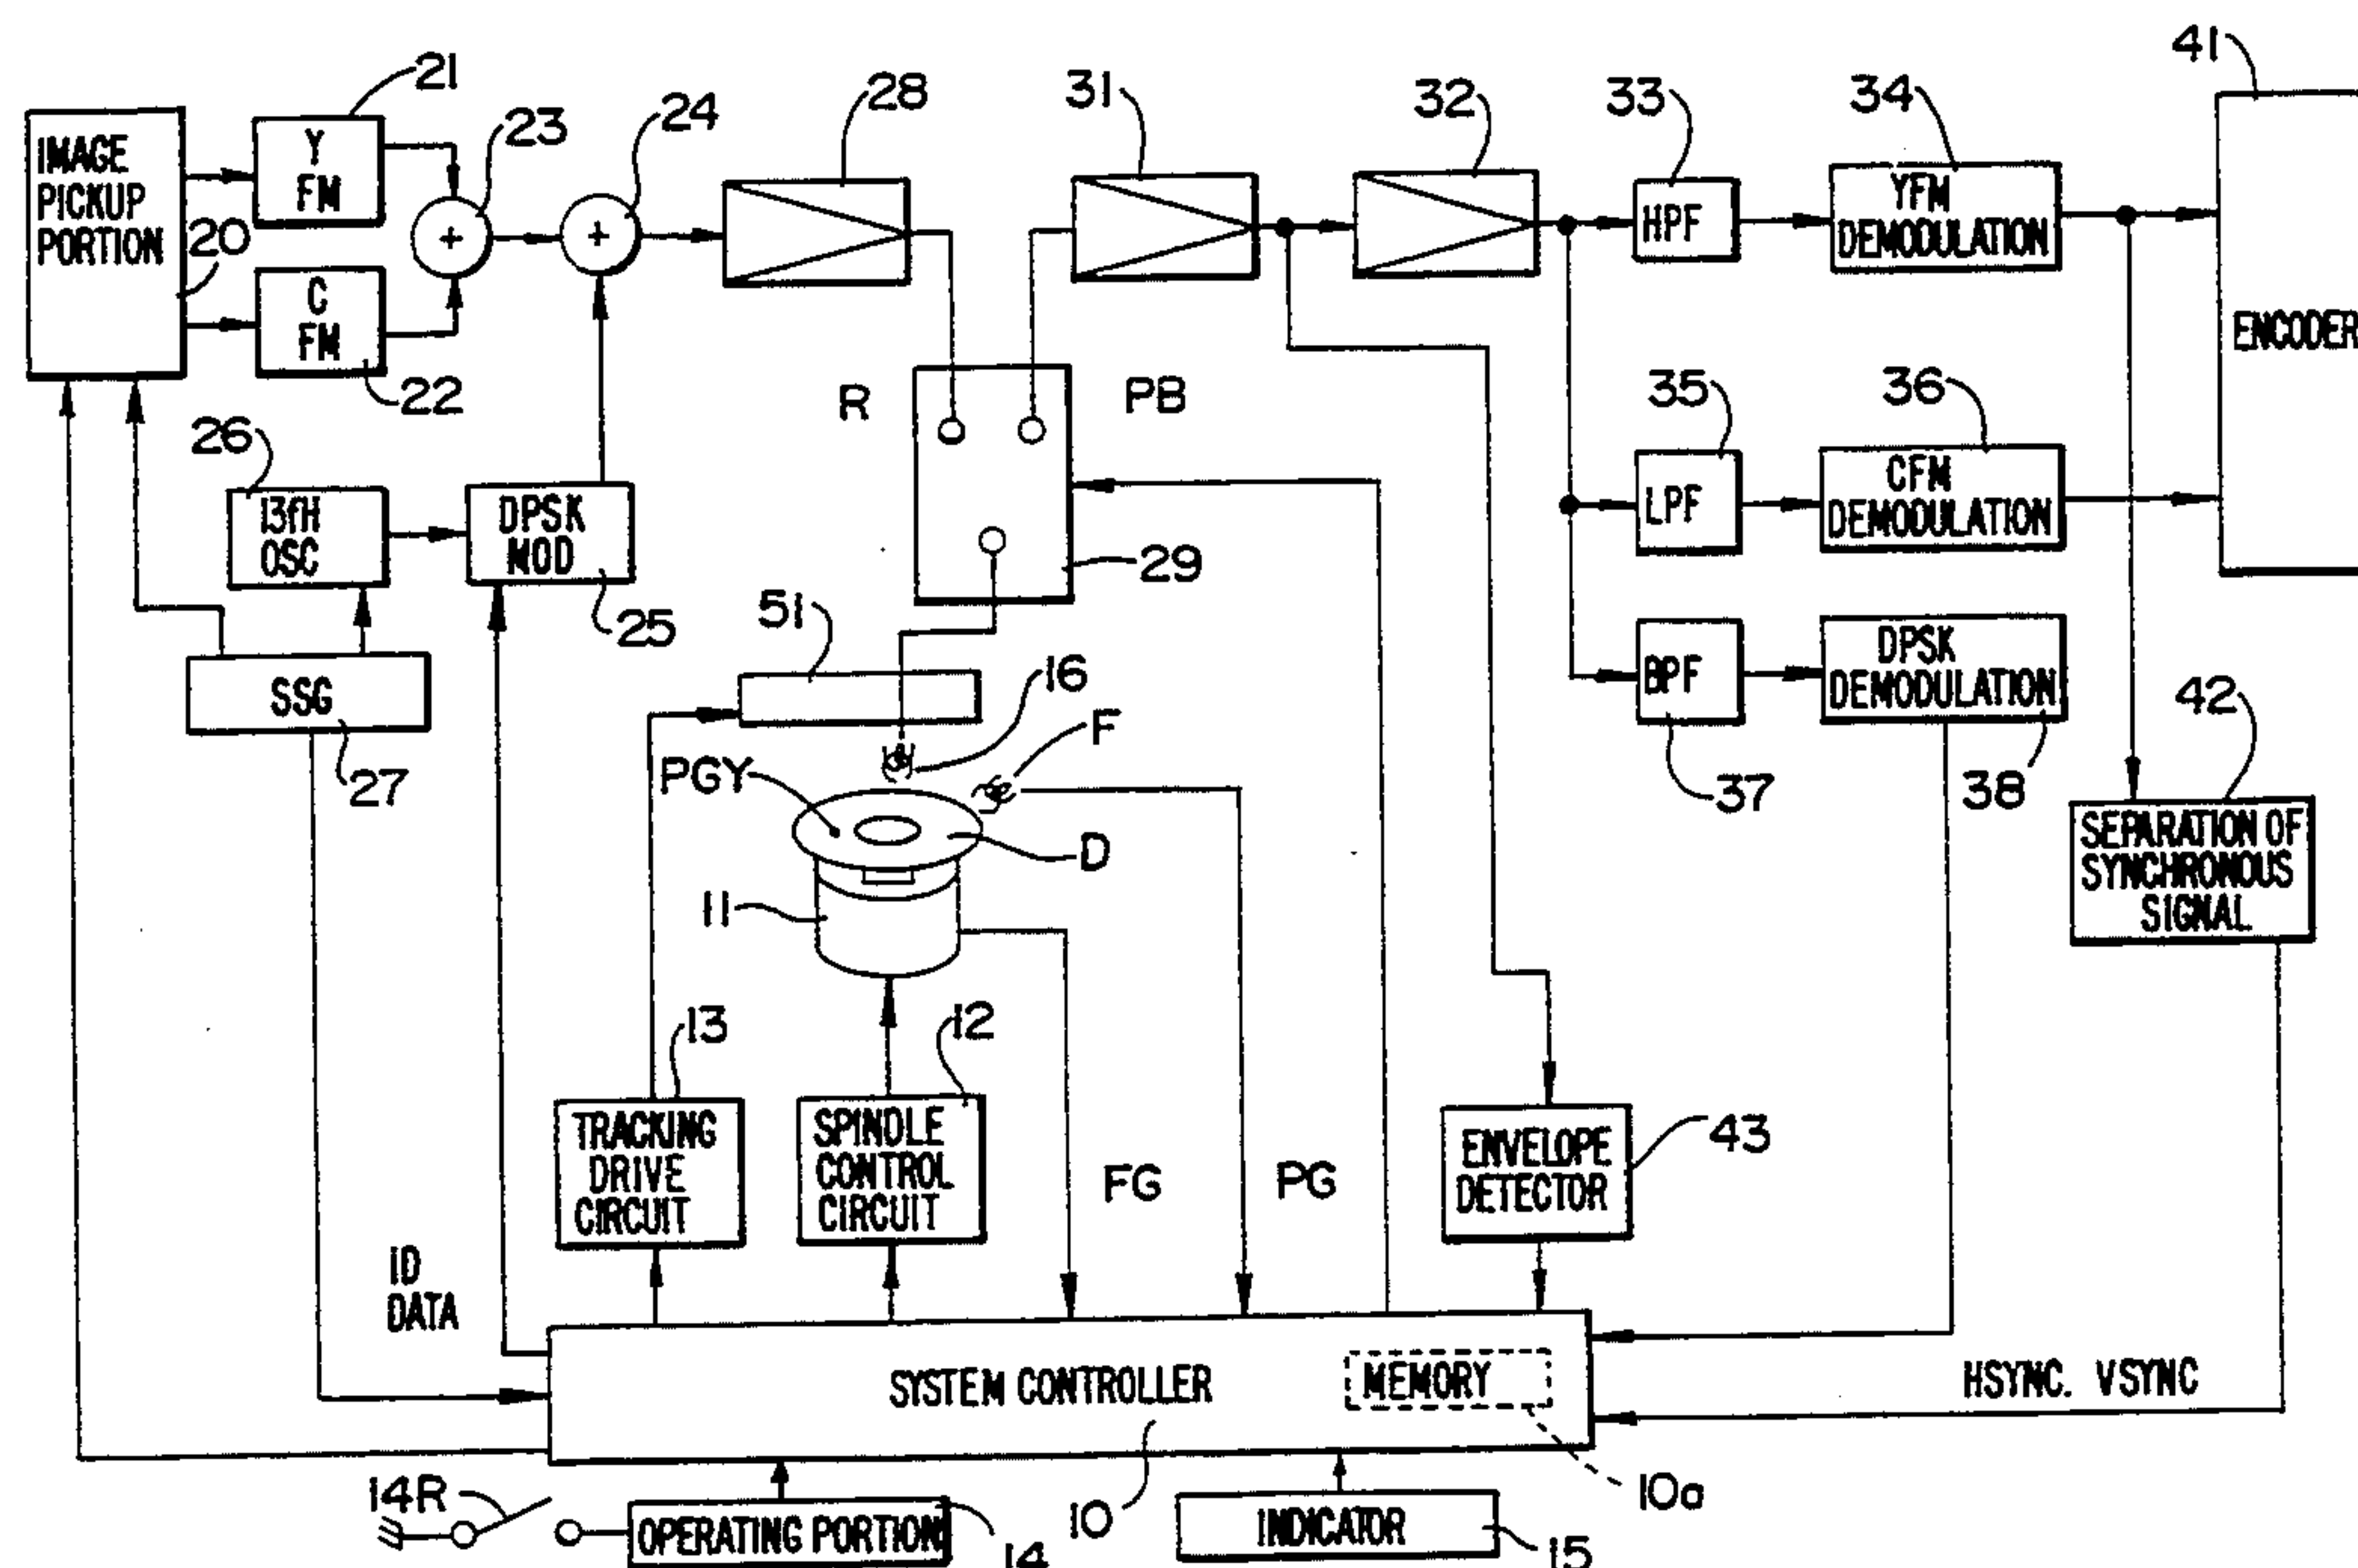 41
21
23
24
28
31
32
33
34
IMAGE
PICKUP
PORTION
20
Y
FM
+
+
HPF
YFM
DEMODULATION
C
FM
22
ENCODER
R
PB
35
36
26
13fH
OSC
DPSK
MOD
25
LPF
CFM
DEMODULATION
29
51
SSG
27
16
F
BPF
37
DPSK
DEMODULATION
38
42
PGY
D
11
SEPARATION OF
SYNCHRONOUS
SIGNAL
13
12
TRACKING
DRIVE
CIRCUIT
SPINDLE
CONTROL
CIRCUIT
FG
PG
ENVELOPE
DETECTOR
43
ID
DATA
SYSTEM CONTROLLER
MEMORY
HSYNC. VSYNC
14R
OPERATING PORTION
14
10
INDICATOR
15
10a